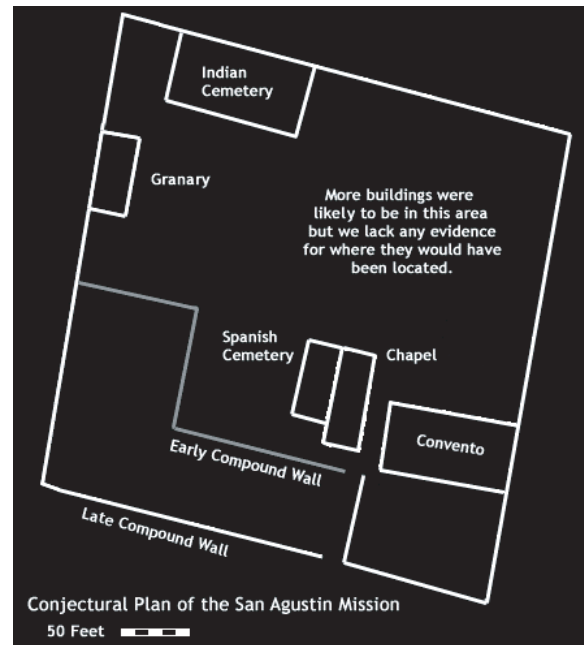 Indian
Cemetery
Granary
More buildings were
likely to be in this area
but we lack any evidence
for where they would have
been located.
Spanish
Cemetery
Chapel
Convento
Early Compound Wall
Late Compound Wall
Conjectural Plan of the San Agustin Mission
50 Feet